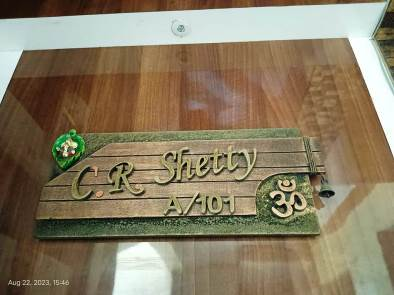 C.R Shetty
A/101
ॐ
Aug 22, 2023, 15:46